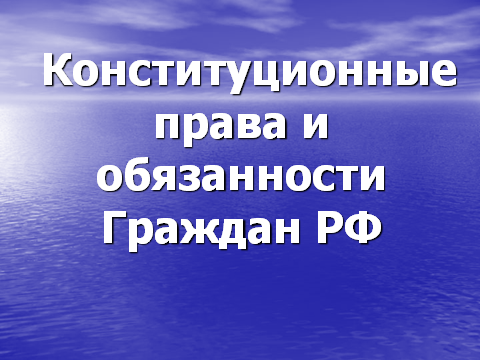 Конституционные
права и
обязанности
Граждан РФ